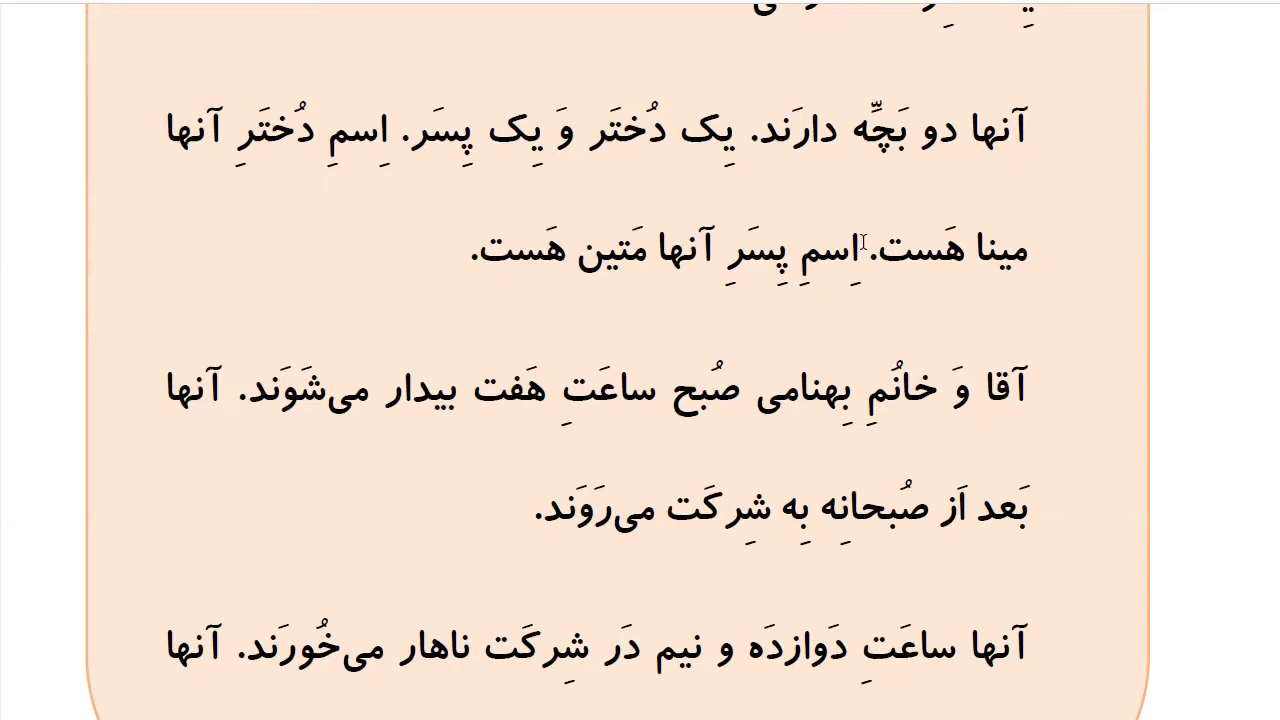 آنها دو بَچِّه دارَند. یِک دُختَر وَ یِک پِسَر. اِسمِ دُختَرِ آنها
مینا هَست. اِسمِ پِسَرِ آنها مَتین هَست.
آقا وَ خانُمِ بِهنامی صُبح ساعَتِ هَفت بیدار می‌شَوَند. آنها
بَعد اَز صُبحانِه بِه شِرکَت می‌رَوَند.
آنها ساعَتِ دَوازدَه و نیم دَر شِرکَت ناهار می‌خُورَند. آنها